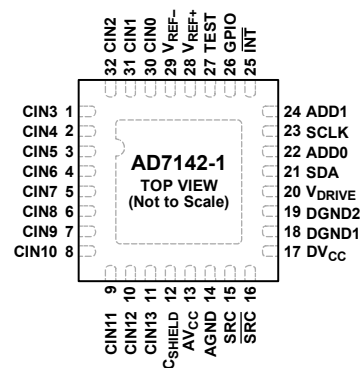 32 CIN2
31 CIN1
30 CIN0
29 VREF–
28 VREF+
27 TEST
26 GPIO
25 INT
CIN3 1
CIN4 2
CIN5 3
CIN6 4
CIN7 5
CIN8 6
CIN9 7
CIN10 8
AD7142-1
TOP VIEW
(Not to Scale)
24 ADD1
23 SCLK
22 ADD0
21 SDA
20 VDRIVE
19 DGND2
18 DGND1
17 DVCC
CIN11 9
CIN12 10
CIN13 11
CSHIELD 12
AVCC 13
AGND 14
SRC 15
SRC 16